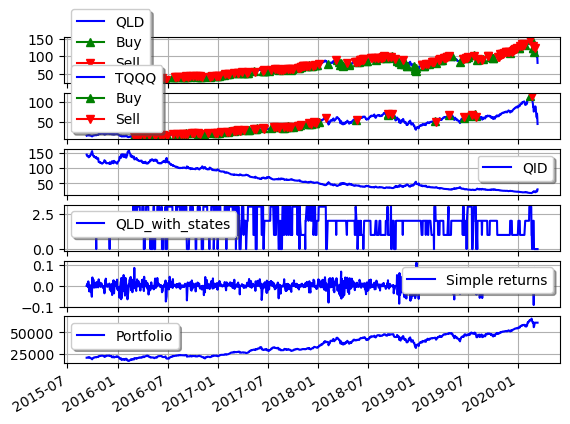 QLD
Buy
Sell
150
100
50
TQQQ
Buy
Sell
100
50
150
100
50
QID
2.5
0.0
QLD_with_states
0.1
0.0
−0.1
Simple returns
50000
25000
Portfolio
2015-07
2016-01
2016-07
2017-01
2017-07
2018-01
2018-07
2019-01
2019-07
2020-01